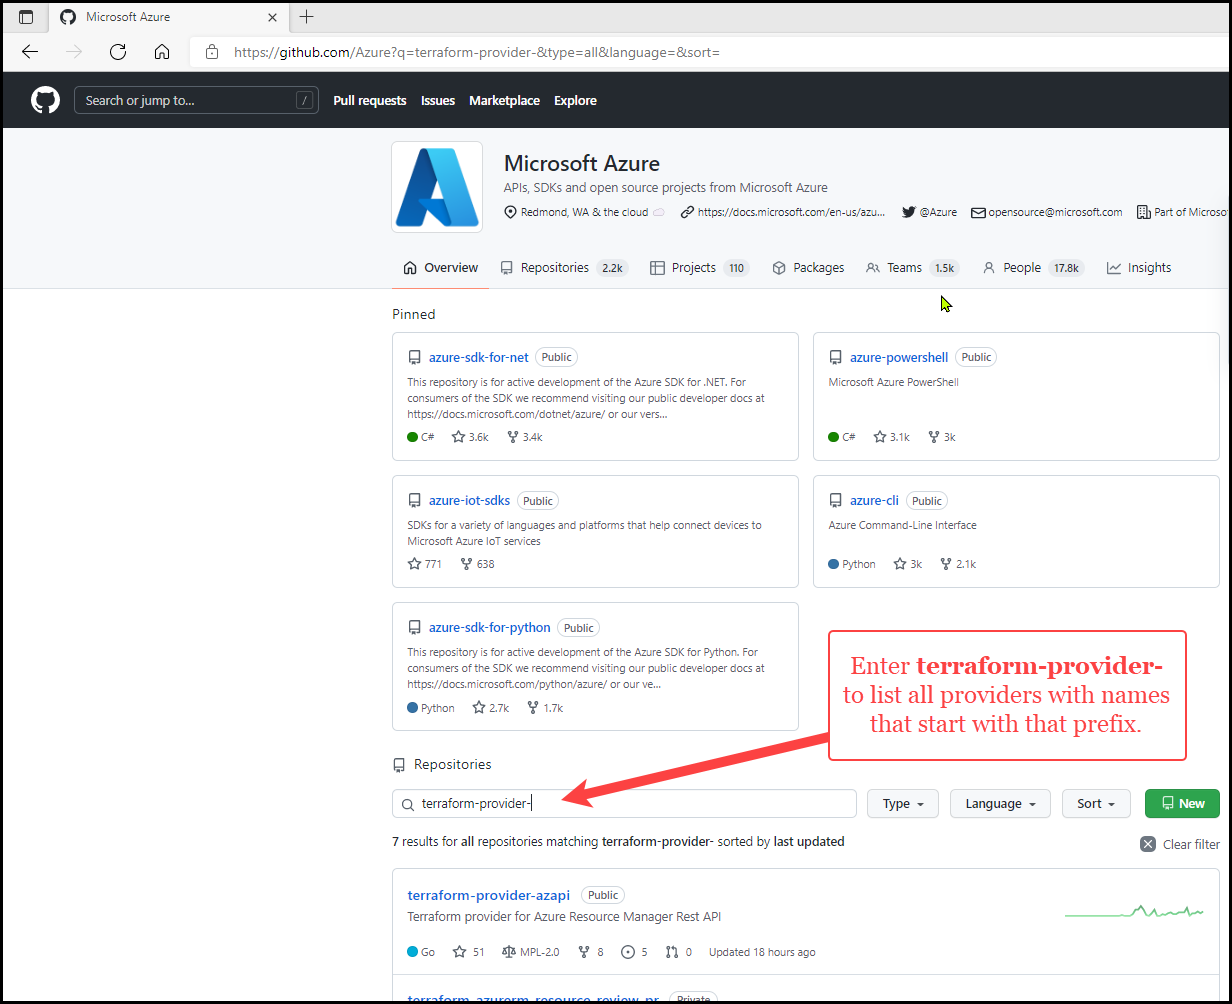 Microsoft Azure
https://github.com/Azure?q=terraform-provider-&type=all&language=&sort=
Search or jump to... /
Pull requests Issues Marketplace Explore
Microsoft Azure
APIs, SDKs and open source projects from Microsoft Azure
Redmond, WA & the cloud https://docs.microsoft.com/en-us/azu... @Azure opensource@microsoft.com Part of Microso
Overview Repositories 2.2k Projects 110 Packages Teams 1.5k People 17.8k Insights
Pinned
azure-sdk-for-net Public
This repository is for active development of the Azure SDK for .NET. For
consumers of the SDK we recommend visiting our public developer docs at
https://docs.microsoft.com/dotnet/azure/ or our vers...
C# 3.6k 3.4k
azure-powershell Public
Microsoft Azure PowerShell
C# 3.1k 3k
azure-iot-sdks Public
SDKs for a variety of languages and platforms that help connect devices to
Microsoft Azure IoT services
771 638
azure-cli Public
Azure Command-Line Interface
Python 3k 2.1k
azure-sdk-for-python Public
This repository is for active development of the Azure SDK for Python. For
consumers of the SDK we recommend visiting our public developer docs at
https://docs.microsoft.com/python/azure/ or our ve...
Python 2.7k 1.7k
Enter terraform-provider-
to list all providers with names
that start with that prefix.
Repositories
terraform-provider- Type Language Sort New
7 results for all repositories matching terraform-provider- sorted by last updated Clear filter
terraform-provider-azapi Public
Terraform provider for Azure Resource Manager Rest API
Go 51 MPL-2.0 8 5 0 Updated 18 hours ago
terraform_azurerm_resource_review_pr Private